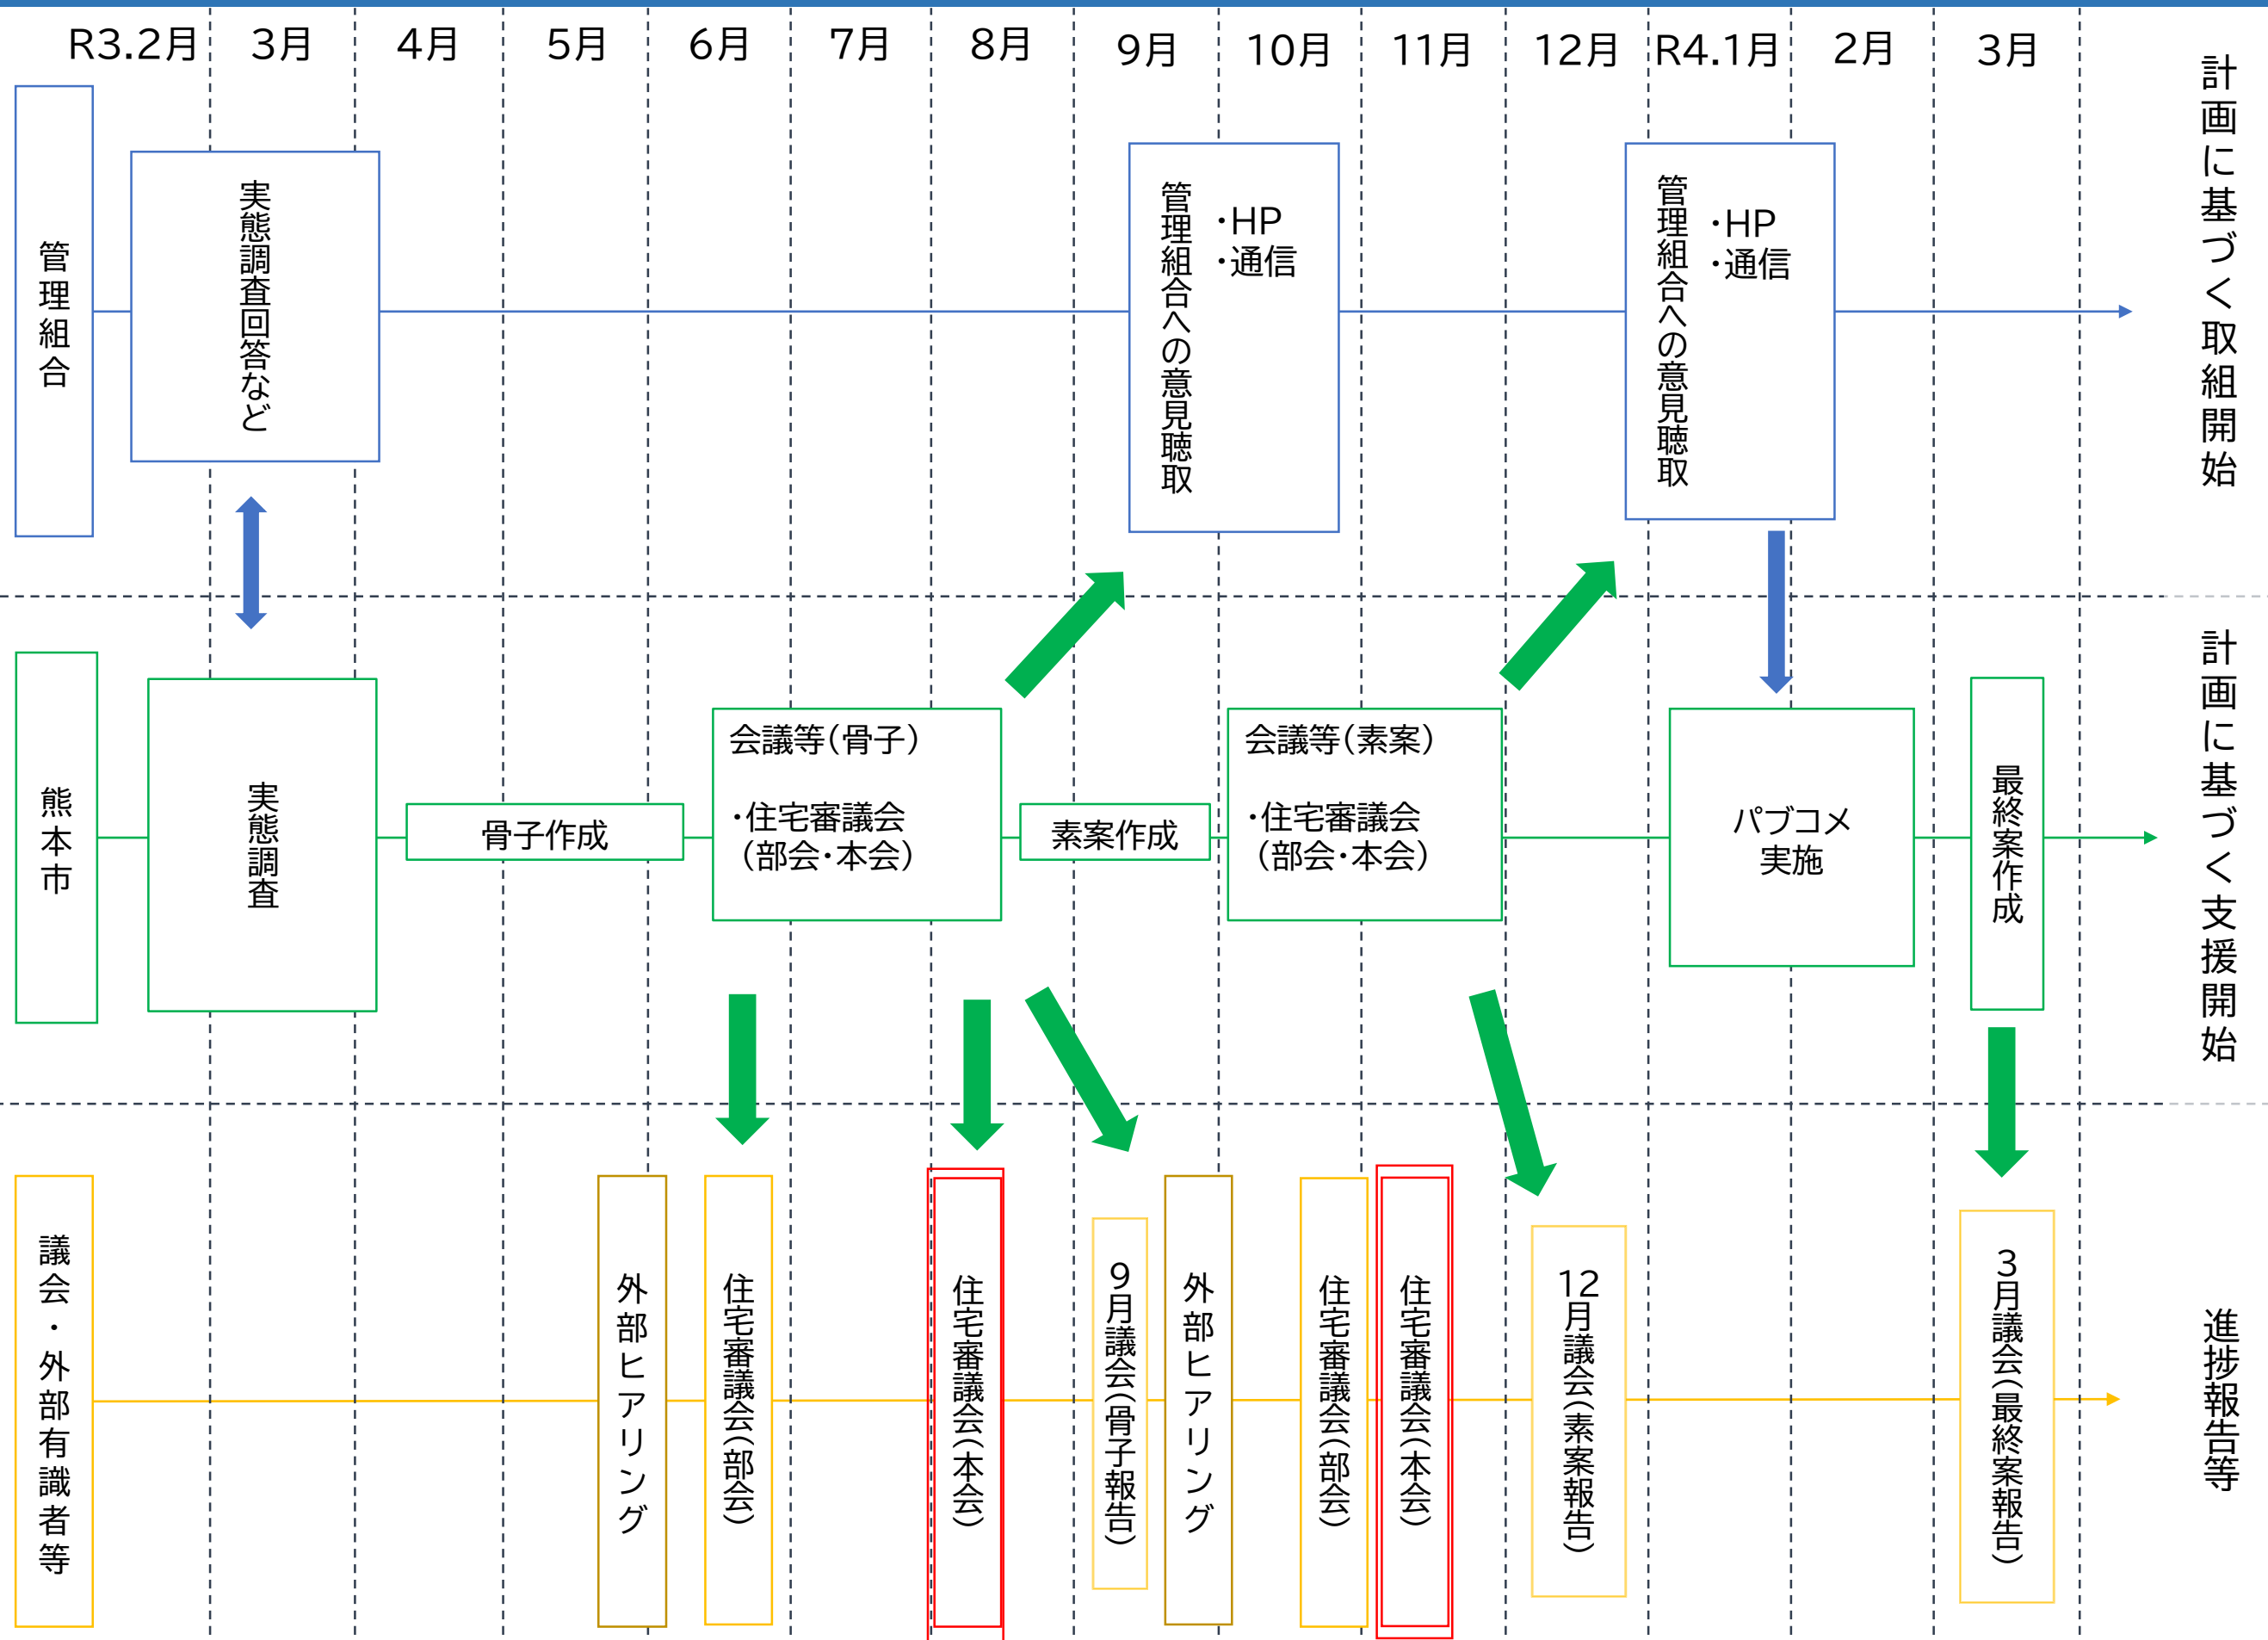 R3.2月
3月
4月
5月
6月
7月
8月
9月
10月
11月
12月
R4.1月
2月
3月
管理組合
実態調査回答など
管理組合への意見聴取
・HP
・通信
管理組合への意見聴取
・HP
・通信
計画に基づく取組開始
熊本市
実態調査
骨子作成
会議等（骨子）
・住宅審議会
（部会・本会）
素案作成
会議等（素案）
・住宅審議会
（部会・本会）
パブコメ
実施
最終案作成
計画に基づく支援開始
議会・外部有識者等
外部ヒアリング
住宅審議会（部会）
住宅審議会（本会）
9月議会（骨子報告）
外部ヒアリング
住宅審議会（部会）
住宅審議会（本会）
12月議会（素案報告）
3月議会（最終案報告）
進捗報告等